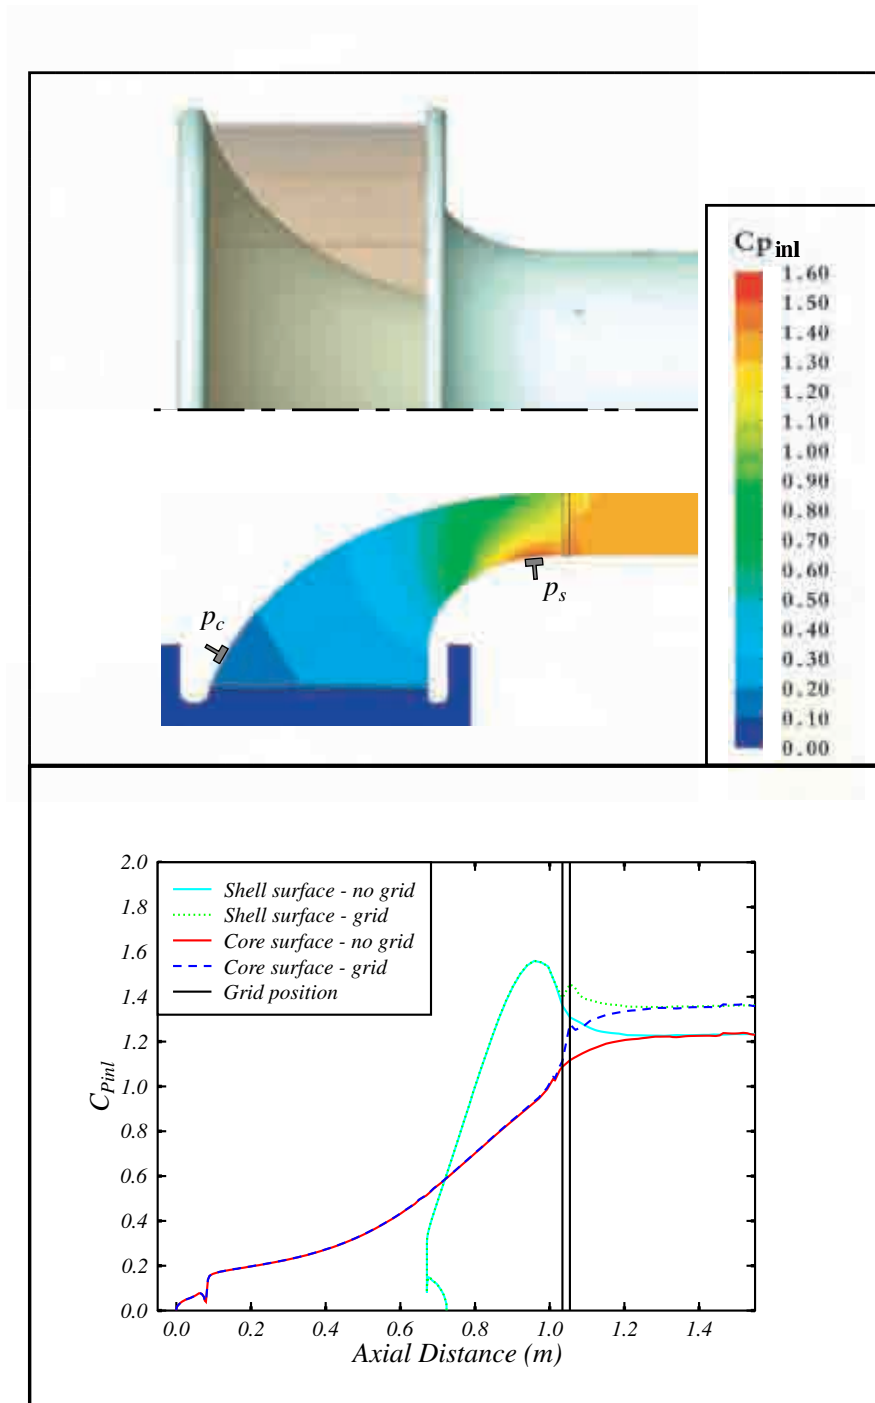 Cp inl
1.60
1.50
1.40
1.30
1.20
1.10
1.00
0.90
0.80
0.70
0.60
0.50
0.40
0.30
0.20
0.10
0.00
p_c
p_s
2.0
1.8
1.6
1.4
1.2
1.0
0.8
0.6
0.4
0.2
0.0
C_Pinl
Shell surface - no grid
Shell surface - grid
Core surface - no grid
Core surface - grid
Grid position
0.0 0.2 0.4 0.6 0.8 1.0 1.2 1.4
Axial Distance (m)